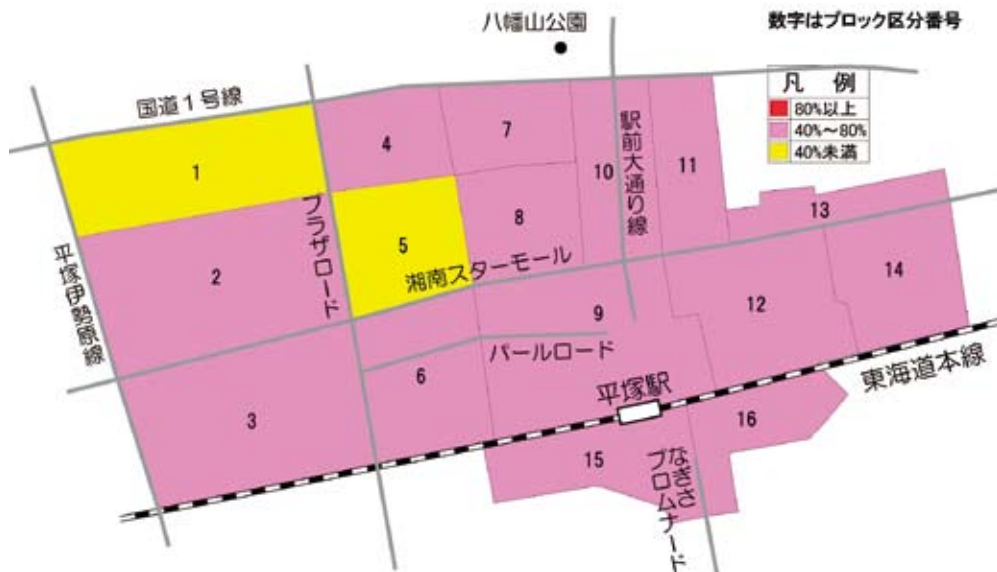 八幡山公園
数字はブロック区分番号
凡 例
80%以上
40%～80%
40%未満
国道1号線
1
2
3
4
5
6
7
8
9
10
11
12
13
14
15
16
駅前大通り線
プラザロード
湘南スターモール
平塚伊勢原線
パールロード
平塚駅
東海道本線
なぎさ
プロムナード